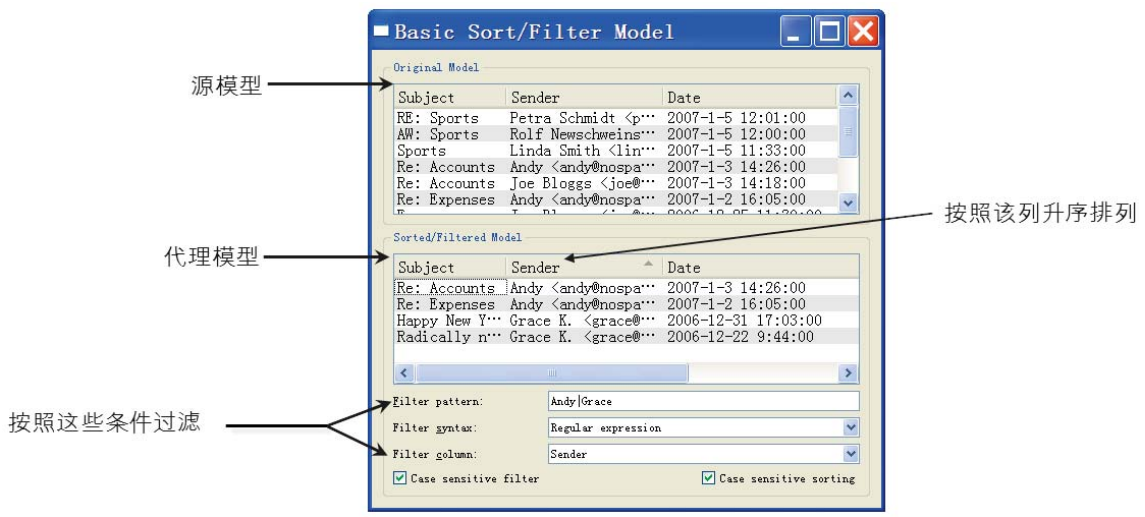 Basic Sort/Filter Model
Original Model
源模型
Subject Sender Date
RE: Sports Petra Schmidt <p… 2007-1-5 12:01:00
AW: Sports Rolf Newschweins… 2007-1-5 12:00:00
Sports Linda Smith <lin… 2007-1-5 11:33:00
Re: Accounts Andy <andy@nospa… 2007-1-3 14:26:00
Re: Accounts Joe Bloggs <joe@… 2007-1-3 14:18:00
Re: Expenses Andy <andy@nospa… 2007-1-2 16:05:00
按照该列升序排列
Sorted/Filtered Model
代理模型
Subject Sender Date
Re: Accounts Andy <andy@nospa… 2007-1-3 14:26:00
Re: Expenses Andy <andy@nospa… 2007-1-2 16:05:00
Happy New Y… Grace K. <grace@… 2006-12-31 17:03:00
Radically n… Grace K. <grace@… 2006-12-22 9:44:00
按照这些条件过滤
Filter pattern: Andy|Grace
Filter syntax: Regular expression
Filter column: Sender
Case sensitive filter Case sensitive sorting